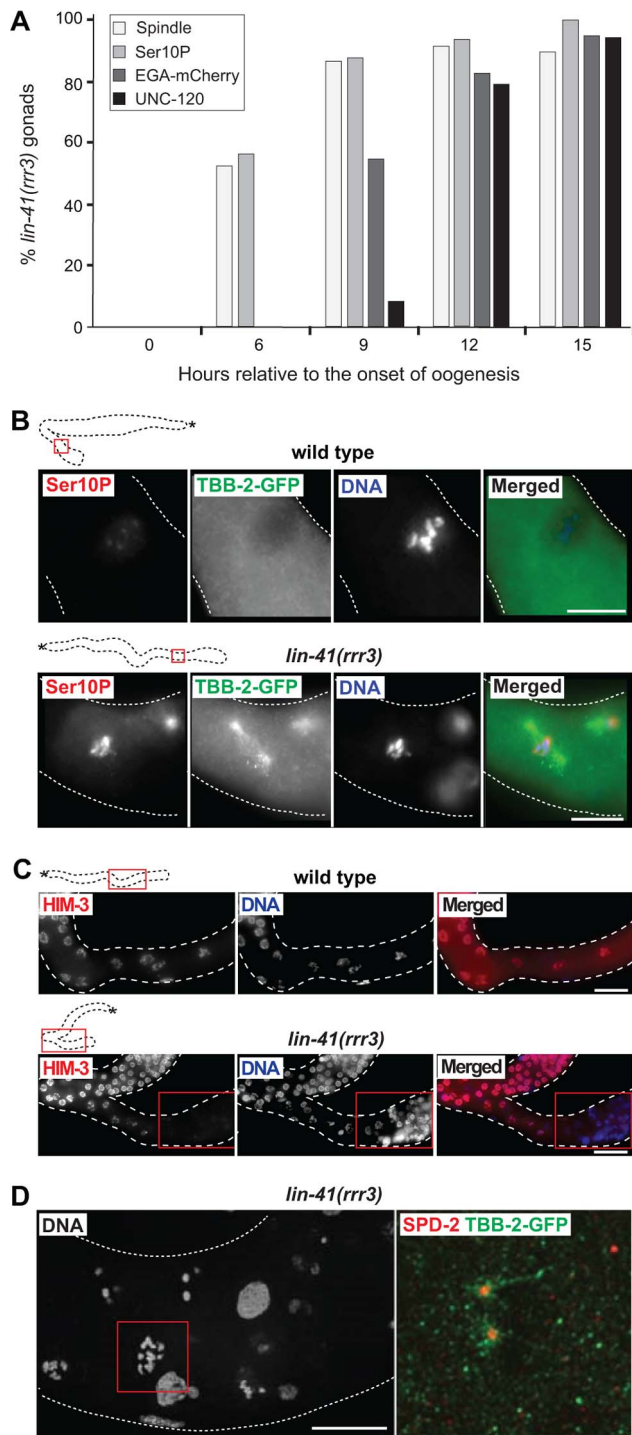 A
Spindle
Ser10P
EGA-mCherry
UNC-120
% lin-41(rrr3) gonads
100
80
60
40
20
0
0 6 9 12 15
Hours relative to the onset of oogenesis
B
*
wild type
Ser10P TBB-2-GFP DNA Merged
*
lin-41(rrr3)
Ser10P TBB-2-GFP DNA Merged
C
*
wild type
HIM-3 DNA Merged
*
lin-41(rrr3)
HIM-3 DNA Merged
D
lin-41(rrr3)
DNA SPD-2 TBB-2-GFP